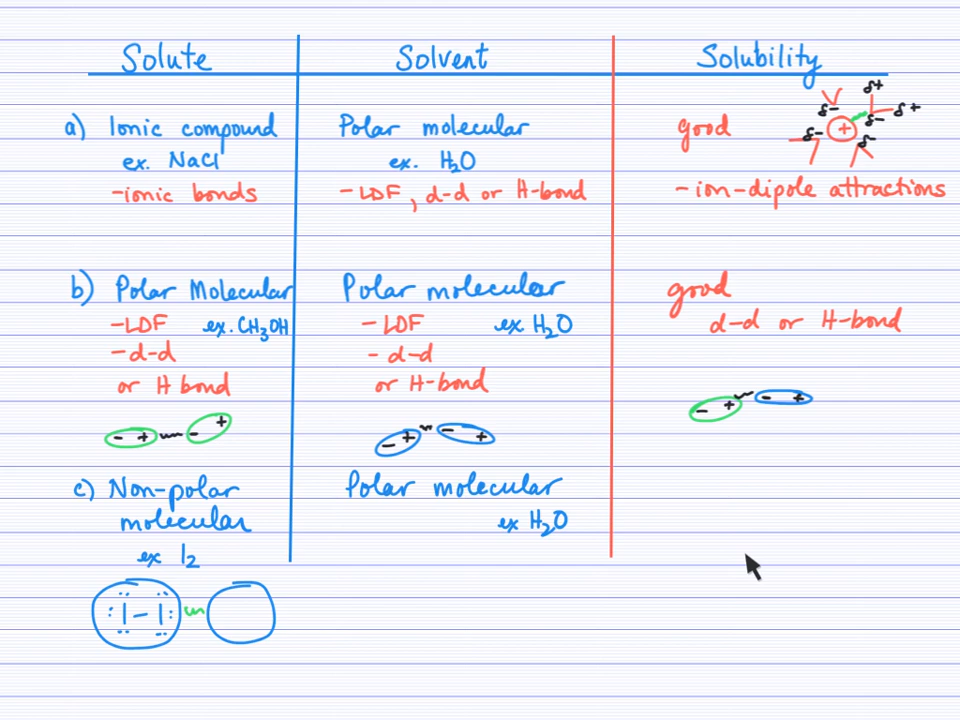 Solute Solvent Solubility
a) Ionic compound Polar molecular good
ex. NaCl ex. H₂O
-ionic bonds -LDF, d-d or H-bond -ion-dipole attractions
δ+
δ- δ+
δ- + δ-
δ-
b) Polar Molecular Polar molecular good
-LDF ex. CH₃OH -LDF ex H₂O d-d or H-bond
-d-d -d-d
or H bond or H-bond
- + - + - + - + - + - +
c) Non-polar Polar molecular
molecular ex H₂O
ex I₂
:I-I: